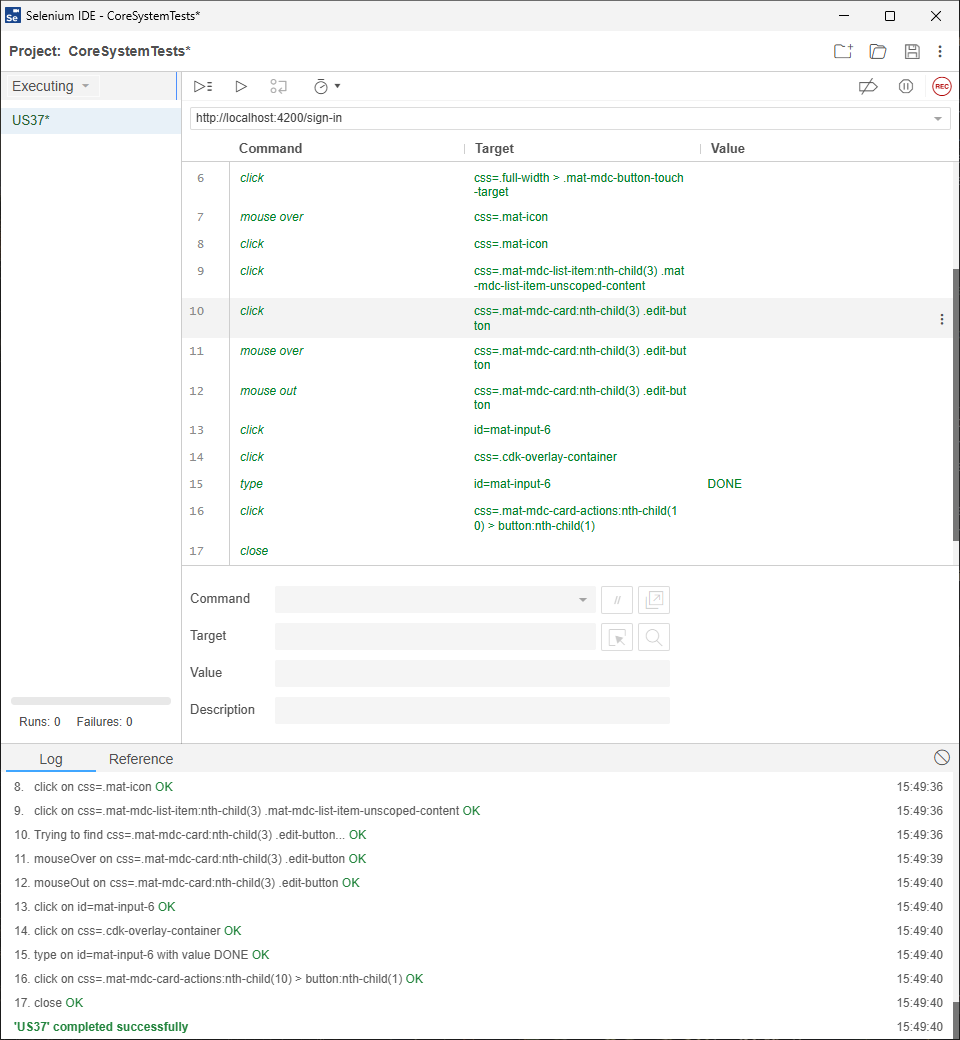 Selenium IDE - CoreSystemTests*
Project: CoreSystemTests*
Executing
REC
US37*
http://localhost:4200/sign-in
Command Target Value
6 click css=.full-width > .mat-mdc-button-touch
-target
7 mouse over css=.mat-icon
8 click css=.mat-icon
9 click css=.mat-mdc-list-item:nth-child(3) .mat
-mdc-list-item-unscoped-content
10 click css=.mat-mdc-card:nth-child(3) .edit-but
ton
11 mouse over css=.mat-mdc-card:nth-child(3) .edit-but
ton
12 mouse out css=.mat-mdc-card:nth-child(3) .edit-but
ton
13 click id=mat-input-6
14 click css=.cdk-overlay-container
15 type id=mat-input-6 DONE
16 click css=.mat-mdc-card-actions:nth-child(1
0) > button:nth-child(1)
17 close
Command //
Target
Value
Description
Runs: 0 Failures: 0
Log Reference
8. click on css=.mat-icon OK 15:49:36
9. click on css=.mat-mdc-list-item:nth-child(3) .mat-mdc-list-item-unscoped-content OK 15:49:36
10. Trying to find css=.mat-mdc-card:nth-child(3) .edit-button... OK 15:49:36
11. mouseOver on css=.mat-mdc-card:nth-child(3) .edit-button OK 15:49:39
12. mouseOut on css=.mat-mdc-card:nth-child(3) .edit-button OK 15:49:40
13. click on id=mat-input-6 OK 15:49:40
14. click on css=.cdk-overlay-container OK 15:49:40
15. type on id=mat-input-6 with value DONE OK 15:49:40
16. click on css=.mat-mdc-card-actions:nth-child(10) > button:nth-child(1) OK 15:49:40
17. close OK 15:49:40
'US37' completed successfully 15:49:40